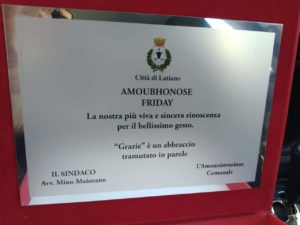 Città di Latiano
AMOUBHONOSE
FRIDAY
La nostra più viva e sincera rinoscenza
per il bellissimo gesto.
"Grazie" è un abbraccio
tramutato in parole
IL SINDACO
Avv. Mino Maiorano
L'Amministrazione
Comunale